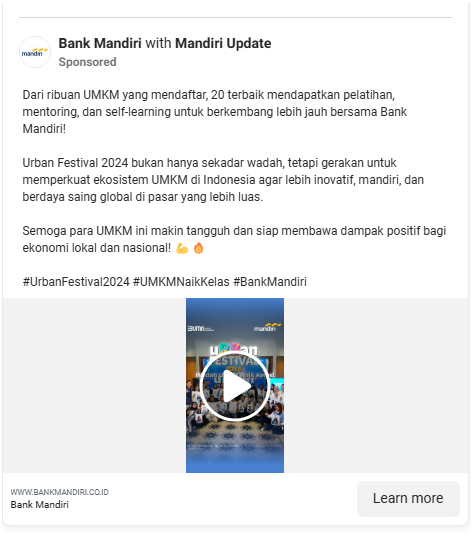 Bank Mandiri with Mandiri Update
Sponsored
mandiri
Dari ribuan UMKM yang mendaftar, 20 terbaik mendapatkan pelatihan,
mentoring, dan self-learning untuk berkembang lebih jauh bersama Bank
Mandiri!
Urban Festival 2024 bukan hanya sekadar wadah, tetapi gerakan untuk
memperkuat ekosistem UMKM di Indonesia agar lebih inovatif, mandiri, dan
berdaya saing global di pasar yang lebih luas.
Semoga para UMKM ini makin tangguh dan siap membawa dampak positif bagi
ekonomi lokal dan nasional! 💪 🔥
#UrbanFestival2024 #UMKMNaikKelas #BankMandiri
BUMN
mandiri
urban
FESTIVAL
WWW.BANKMANDIRI.CO.ID
Bank Mandiri
Learn more